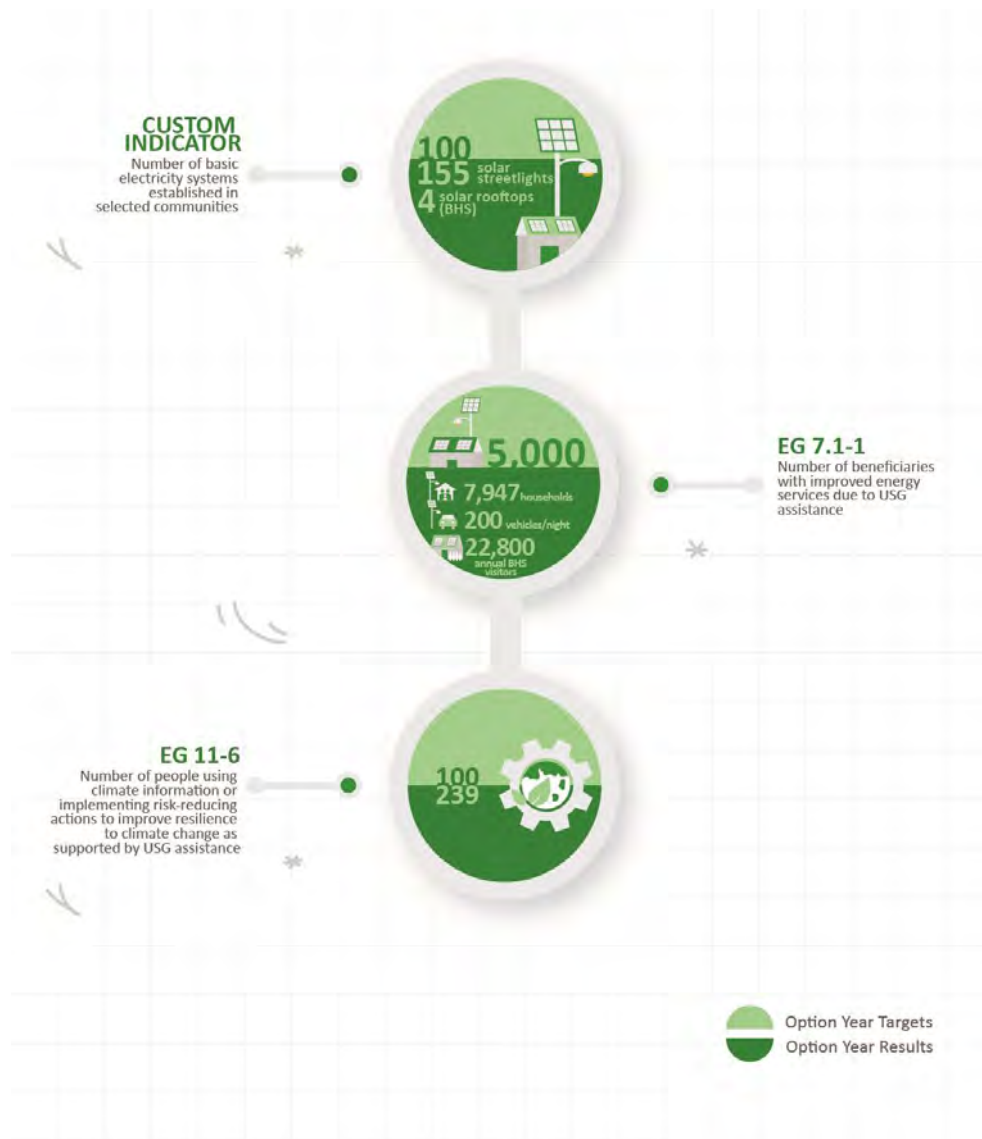 CUSTOM
INDICATOR
Number of basic
electricity systems
established in
selected communities
100
155 solar
streetlights
4 solar rooftops
(BHS)
5,000
7,947 households
200 vehicles/night
22,800
annual BHS
visitors
EG 7.1-1
Number of beneficiaries
with improved energy
services due to USG
assistance
EG 11-6
Number of people using
climate information or
implementing risk-reducing
actions to improve resilience
to climate change as
supported by USG assistance
100
239
Option Year Targets
Option Year Results